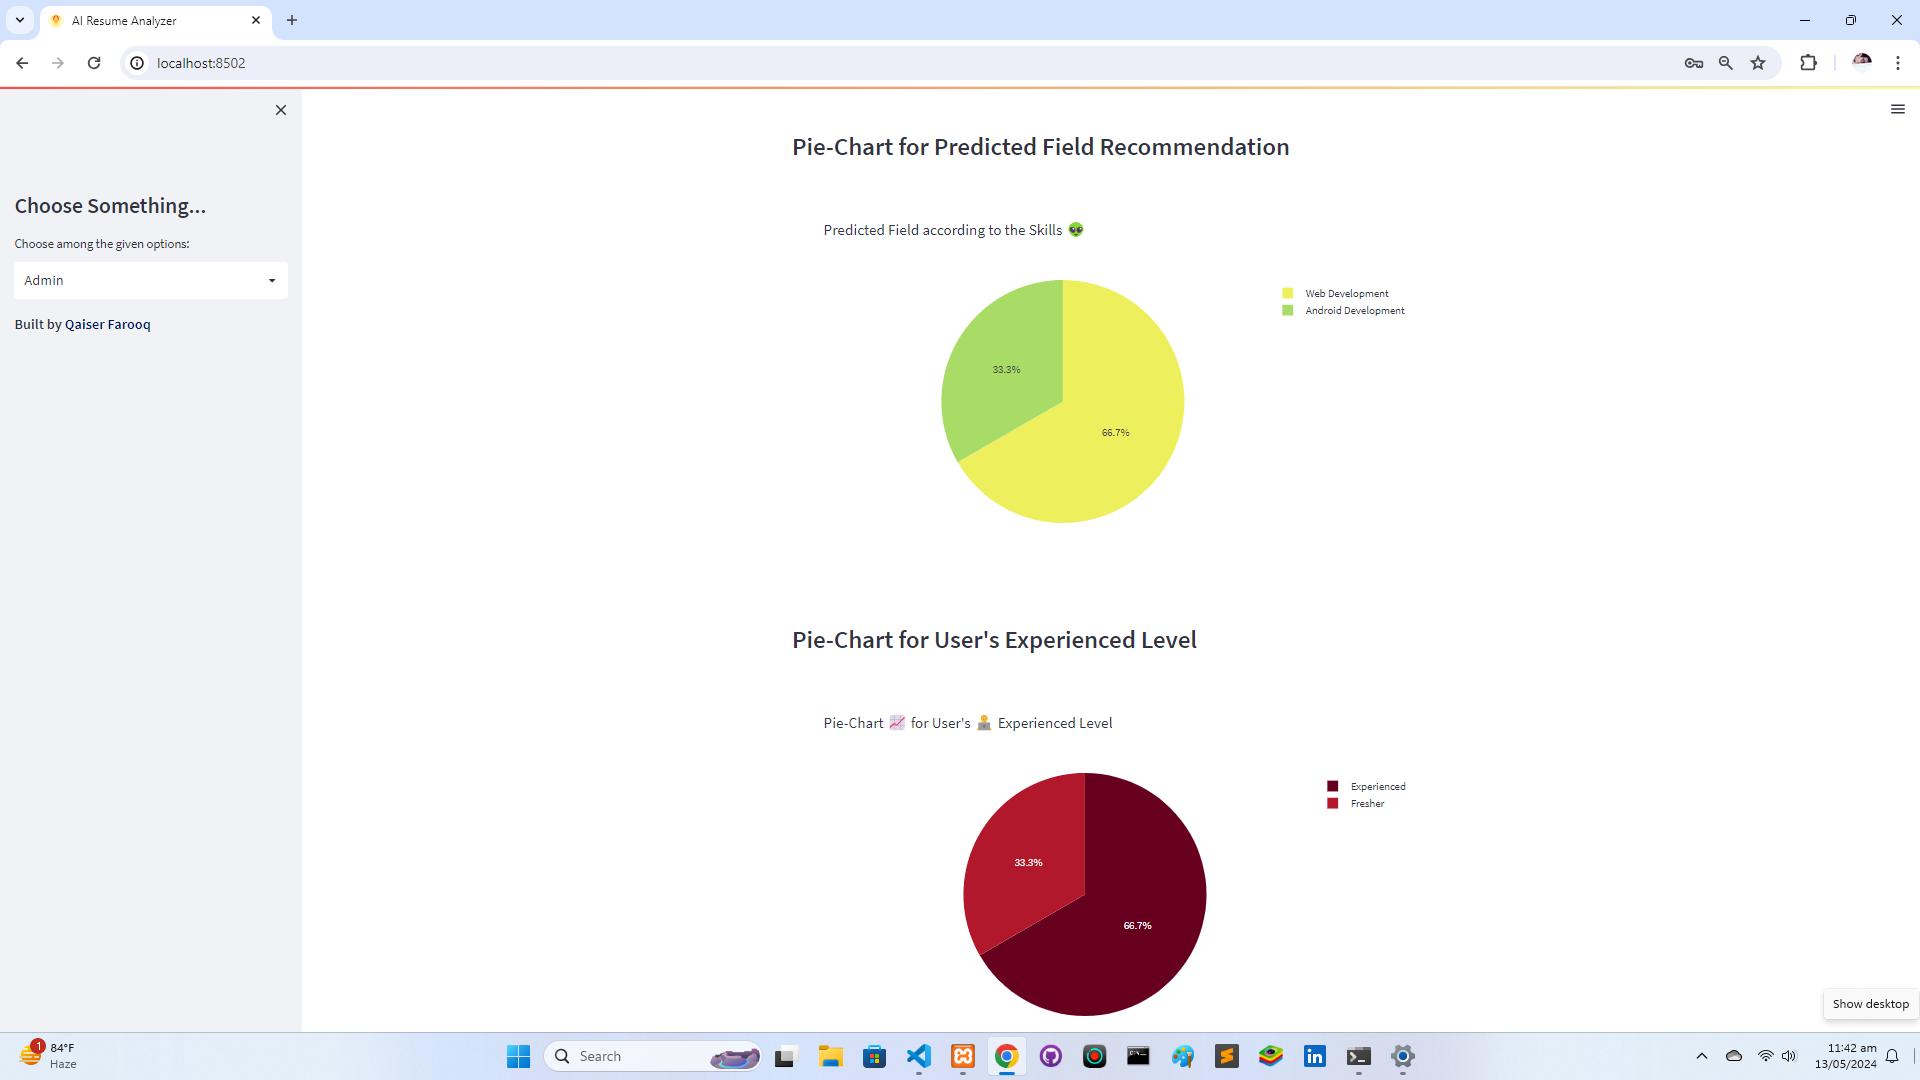 AI Resume Analyzer
localhost:8502
Choose Something...
Choose among the given options:
Admin
Built by Qaiser Farooq
Pie-Chart for Predicted Field Recommendation
Predicted Field according to the Skills 👽
Web Development
Android Development
33.3%
66.7%
Pie-Chart for User's Experienced Level
Pie-Chart 📈 for User's 👨‍💻 Experienced Level
Experienced
Fresher
33.3%
66.7%
Show desktop
1
84°F
Haze
Search
11:42 am
13/05/2024